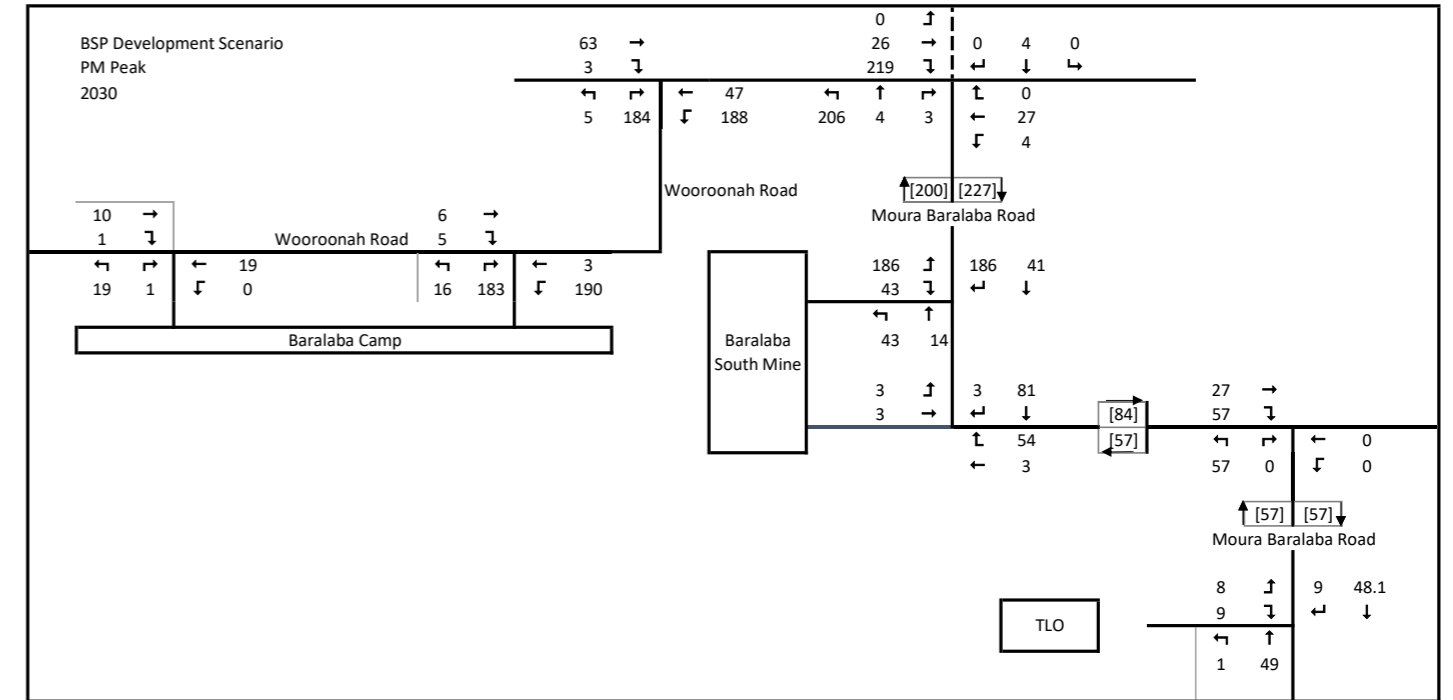 0
BSP Development Scenario 63 → 26 → 0 4 0
PM Peak 3 219
2030
← 47 0
5 184 188 206 4 3 ← 27
4
Wooroonah Road [200] [227]
Moura Baralaba Road
10 → 6 →
1 Wooroonah Road 5
← 19 ← 3 186 186 41
19 1 0 16 183 190 43 ↓
↑
Baralaba Camp Baralaba 43 14
South Mine
3 3 81 27 →
3 → ↓ [84] 57
54 [57] ← 0
← 3 57 0 0
[57] [57]
Moura Baralaba Road
8 9 48.1
TLO 9 ↓
↑
1 49